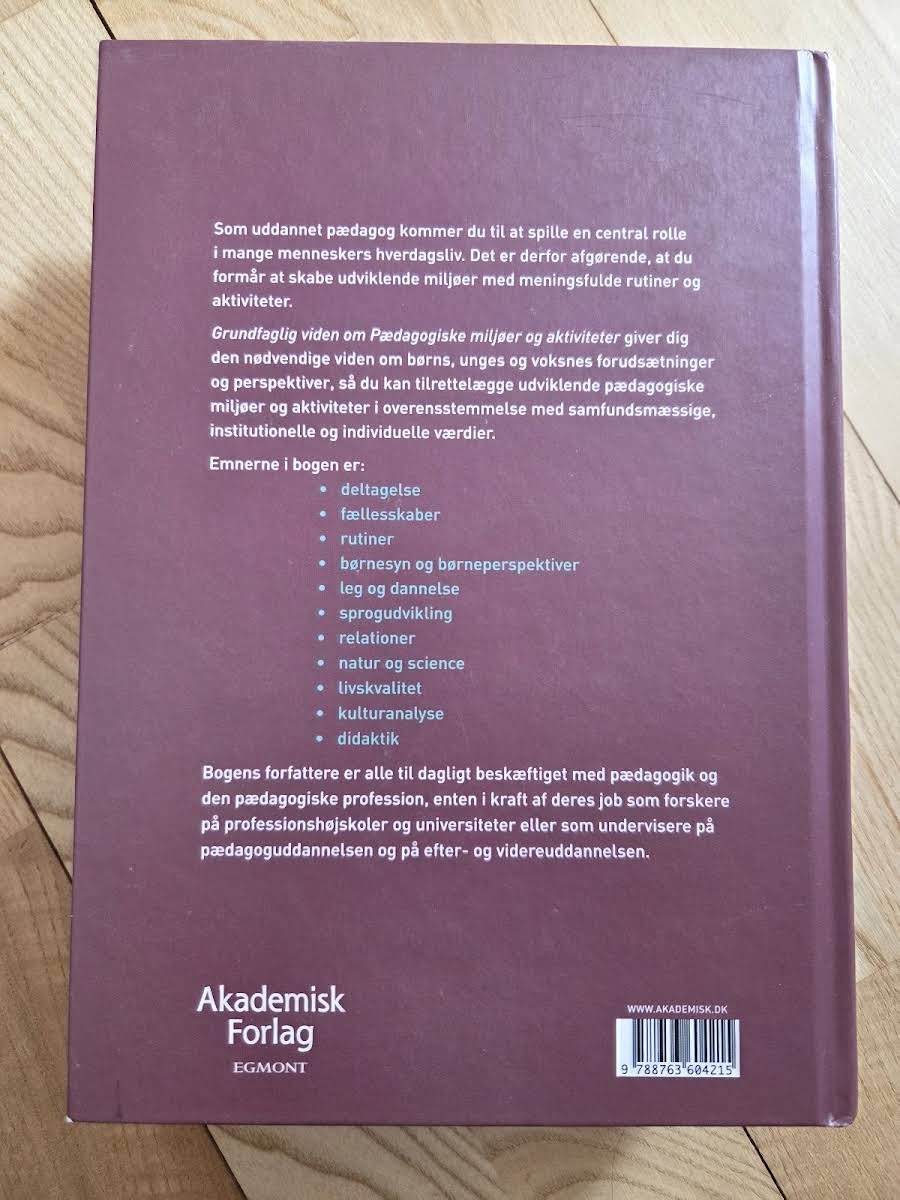 Som uddannet pædagog kommer du til at spille en central rolle
i mange menneskers hverdagsliv. Det er derfor afgørende, at du
formår at skabe udviklende miljøer med meningsfulde rutiner og
aktiviteter.
Grundfaglig viden om Pædagogiske miljøer og aktiviteter giver dig
den nødvendige viden om børns, unges og voksnes forudsætninger
og perspektiver, så du kan tilrettelægge udviklende pædagogiske
miljøer og aktiviteter i overensstemmelse med samfundsmæssige,
institutionelle og individuelle værdier.
Emnerne i bogen er:
• deltagelse
• fællesskaber
• rutiner
• børnesyn og børneperspektiver
• leg og dannelse
• sprogudvikling
• relationer
• natur og science
• livskvalitet
• kulturanalyse
• didaktik
Bogens forfattere er alle til dagligt beskæftiget med pædagogik og
den pædagogiske profession, enten i kraft af deres job som forskere
på professionshøjskoler og universiteter eller som undervisere på
pædagoguddannelsen og på efter- og videreuddannelsen.
Akademisk
Forlag
EGMONT
WWW.AKADEMISK.DK
9 788763 604215